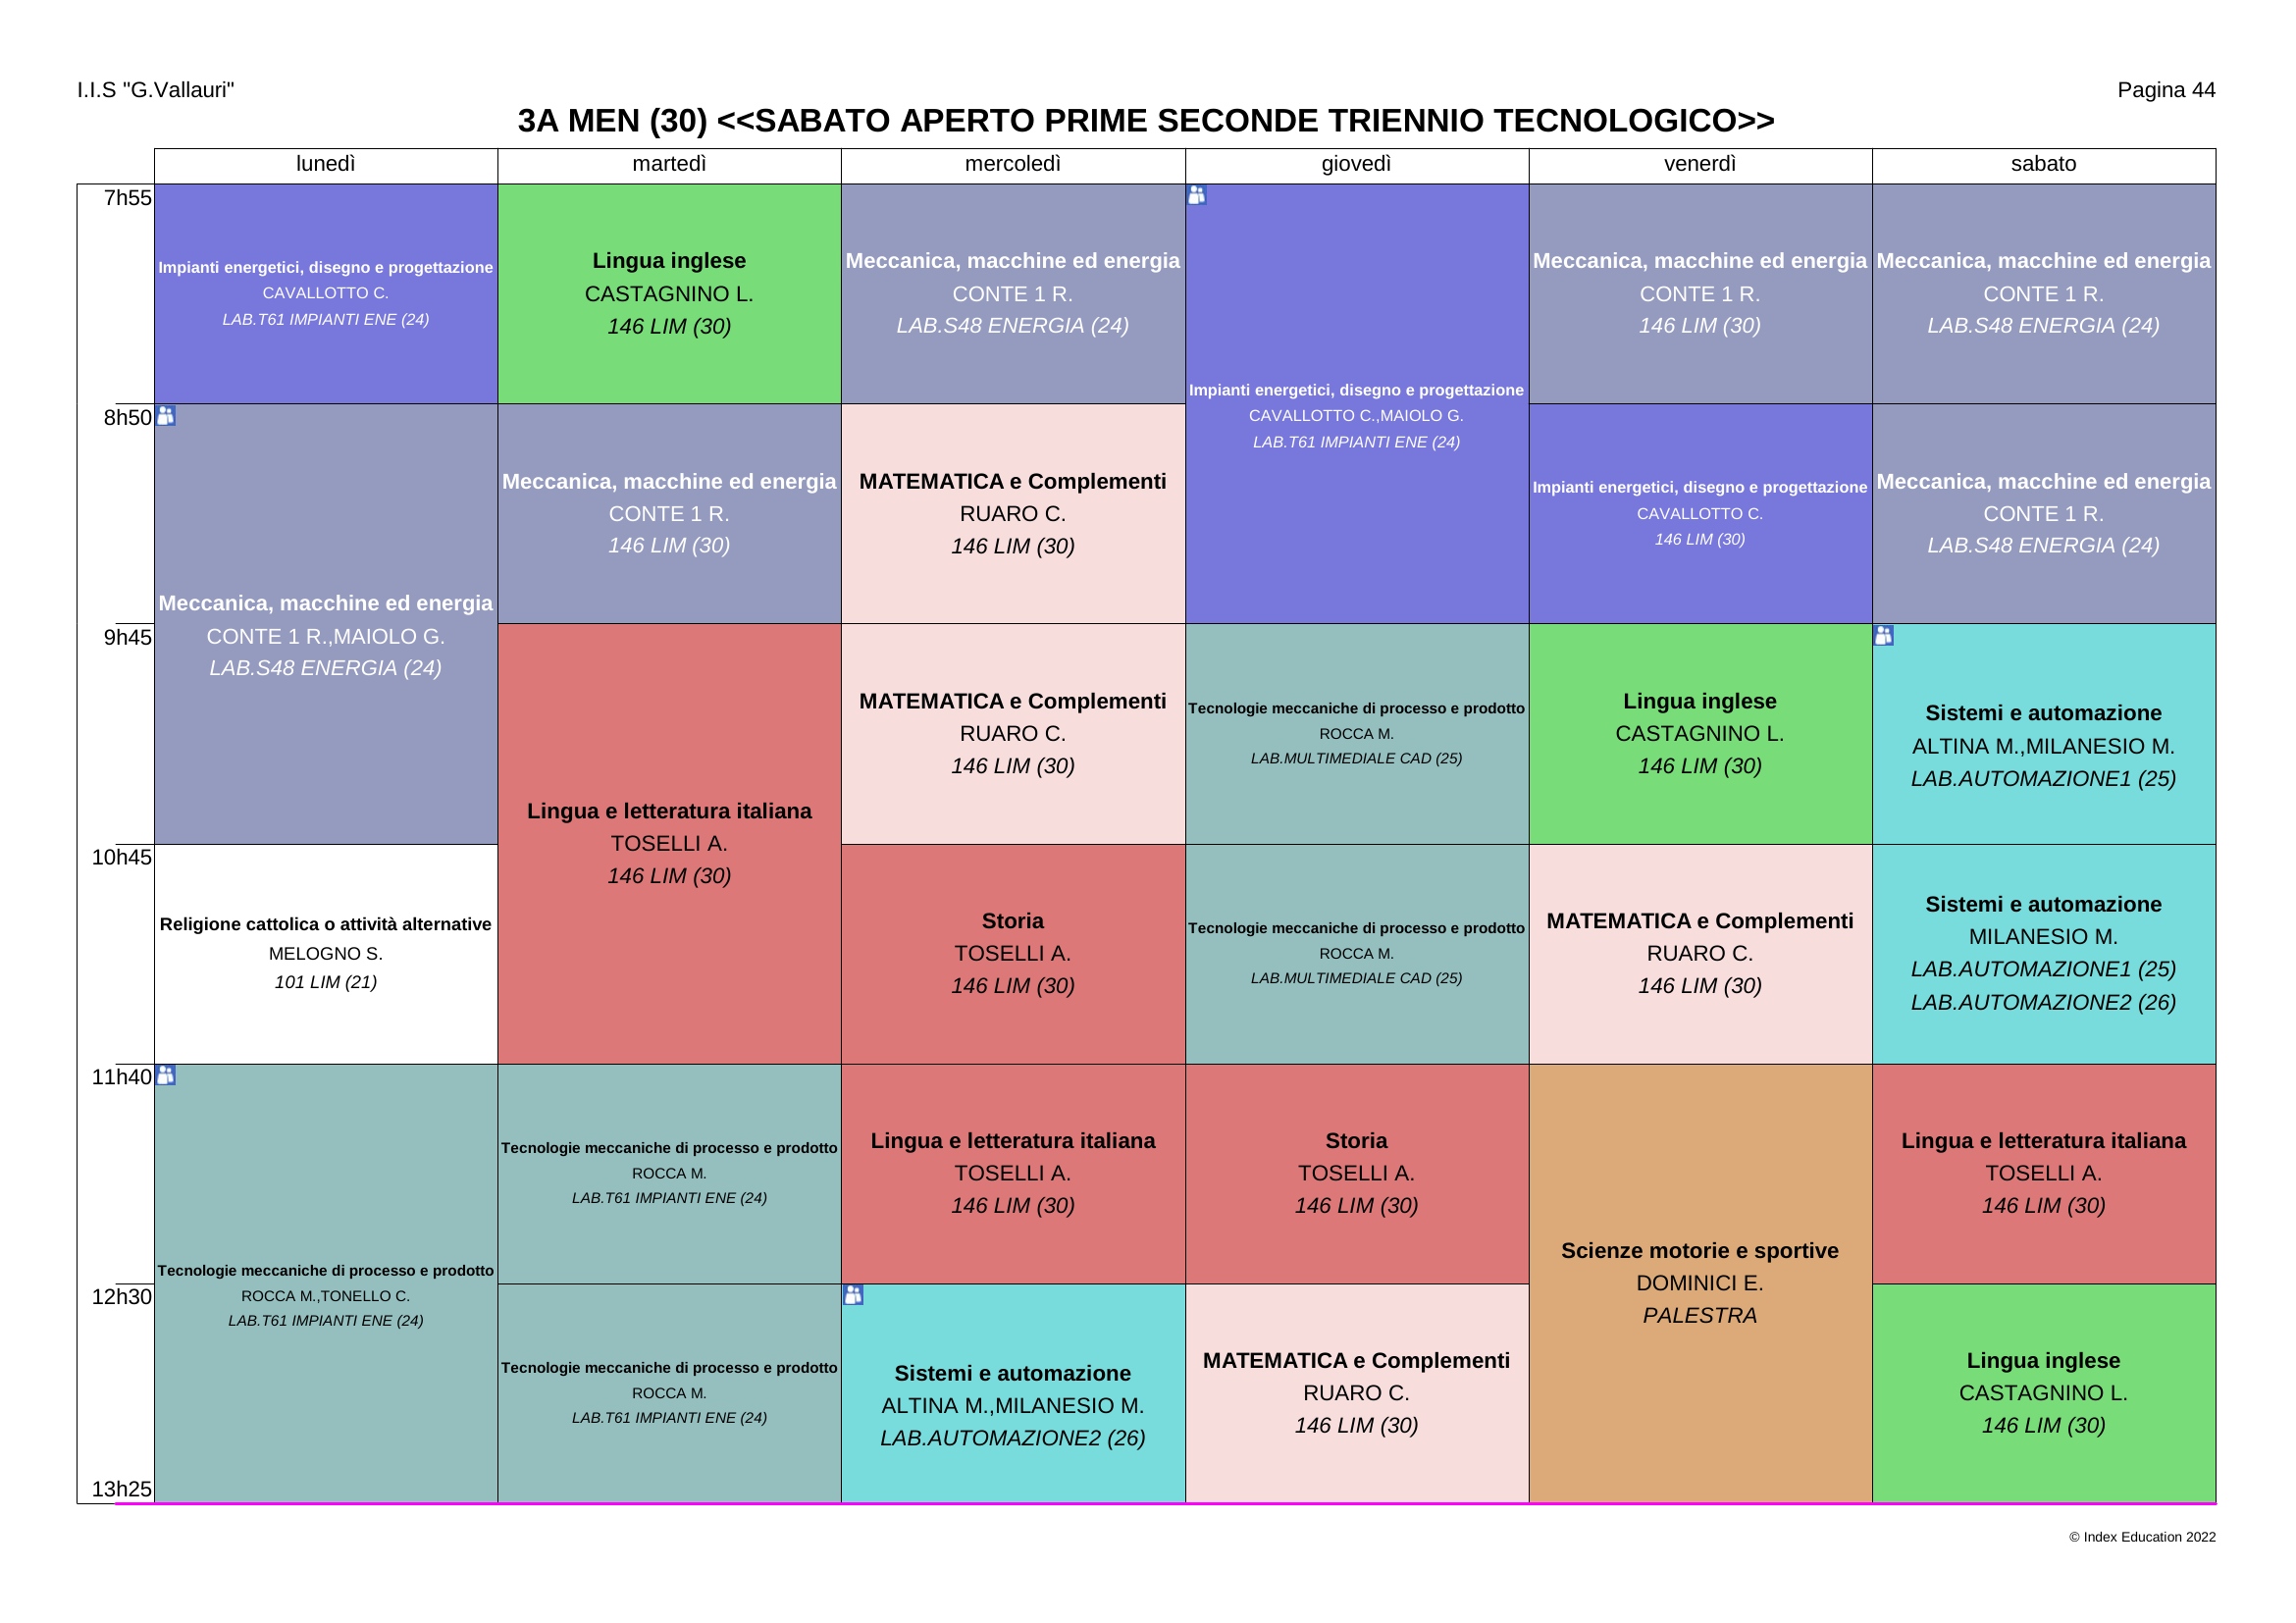 I.I.S "G.Vallauri"
Pagina 44
3A MEN (30) <<SABATO APERTO PRIME SECONDE TRIENNIO TECNOLOGICO>>
lunedì
martedì
mercoledì
giovedì
venerdì
sabato
7h55
Impianti energetici, disegno e progettazione
CAVALLOTTO C.
LAB.T61 IMPIANTI ENE (24)
Lingua inglese
CASTAGNINO L.
146 LIM (30)
Meccanica, macchine ed energia
CONTE 1 R.
LAB.S48 ENERGIA (24)
Impianti energetici, disegno e progettazione
CAVALLOTTO C.,MAIOLO G.
LAB.T61 IMPIANTI ENE (24)
Meccanica, macchine ed energia
CONTE 1 R.
146 LIM (30)
Meccanica, macchine ed energia
CONTE 1 R.
LAB.S48 ENERGIA (24)
8h50
Meccanica, macchine ed energia
CONTE 1 R.,MAIOLO G.
LAB.S48 ENERGIA (24)
Meccanica, macchine ed energia
CONTE 1 R.
146 LIM (30)
MATEMATICA e Complementi
RUARO C.
146 LIM (30)
Impianti energetici, disegno e progettazione
CAVALLOTTO C.
146 LIM (30)
Meccanica, macchine ed energia
CONTE 1 R.
LAB.S48 ENERGIA (24)
9h45
Lingua e letteratura italiana
TOSELLI A.
146 LIM (30)
MATEMATICA e Complementi
RUARO C.
146 LIM (30)
Tecnologie meccaniche di processo e prodotto
ROCCA M.
LAB.MULTIMEDIALE CAD (25)
Lingua inglese
CASTAGNINO L.
146 LIM (30)
Sistemi e automazione
ALTINA M.,MILANESIO M.
LAB.AUTOMAZIONE1 (25)
10h45
Religione cattolica o attività alternative
MELOGNO S.
101 LIM (21)
Storia
TOSELLI A.
146 LIM (30)
Tecnologie meccaniche di processo e prodotto
ROCCA M.
LAB.MULTIMEDIALE CAD (25)
MATEMATICA e Complementi
RUARO C.
146 LIM (30)
Sistemi e automazione
MILANESIO M.
LAB.AUTOMAZIONE1 (25)
LAB.AUTOMAZIONE2 (26)
11h40
Tecnologie meccaniche di processo e prodotto
ROCCA M.,TONELLO C.
LAB.T61 IMPIANTI ENE (24)
Tecnologie meccaniche di processo e prodotto
ROCCA M.
LAB.T61 IMPIANTI ENE (24)
Lingua e letteratura italiana
TOSELLI A.
146 LIM (30)
Storia
TOSELLI A.
146 LIM (30)
Scienze motorie e sportive
DOMINICI E.
PALESTRA
Lingua e letteratura italiana
TOSELLI A.
146 LIM (30)
12h30
Tecnologie meccaniche di processo e prodotto
ROCCA M.
LAB.T61 IMPIANTI ENE (24)
Sistemi e automazione
ALTINA M.,MILANESIO M.
LAB.AUTOMAZIONE2 (26)
MATEMATICA e Complementi
RUARO C.
146 LIM (30)
Lingua inglese
CASTAGNINO L.
146 LIM (30)
13h25
© Index Education 2022